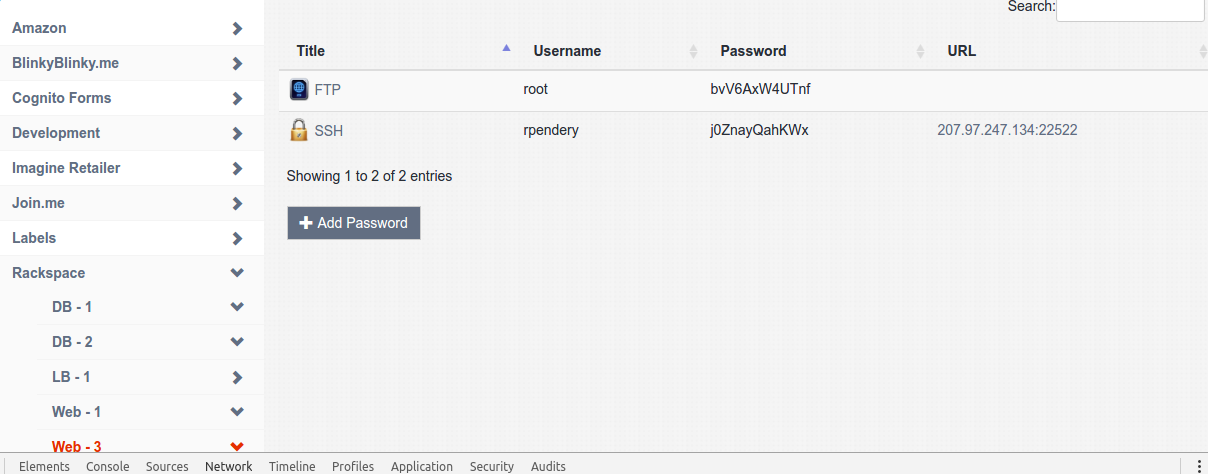 Search:
Amazon
BlinkyBlinky.me
Cognito Forms
Development
Imagine Retailer
Join.me
Labels
Rackspace
DB - 1
DB - 2
LB - 1
Web - 1
Web - 3
Title Username Password URL
FTP root bvV6AxW4UTnf
SSH rpendery j0ZnayQahKWx 207.97.247.134:22522
Showing 1 to 2 of 2 entries
Add Password
Elements Console Sources Network Timeline Profiles Application Security Audits